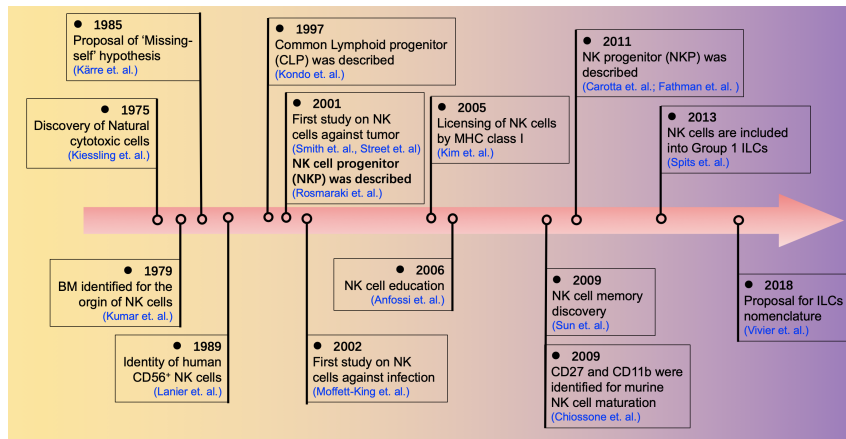 1985
Proposal of ‘Missing-
self’ hypothesis
(Kärre et. al.)
1975
Discovery of Natural
cytotoxic cells
(Kiessling et. al.)
1997
Common Lymphoid progenitor
(CLP) was described
(Kondo et. al.)
2001
First study on NK
cells against tumor
(Smith et. al., Street et. al)
NK cell progenitor
(NKP) was described
(Rosmaraki et. al.)
2005
Licensing of NK cells
by MHC class I
(Kim et. al.)
2011
NK progenitor (NKP) was
described
(Carotta et. al.; Fathman et. al. )
2013
NK cells are included
into Group 1 ILCs
(Spits et. al.)
1979
BM identified for the
orgin of NK cells
(Kumar et. al.)
1989
Identity of human
CD56⁺ NK cells
(Lanier et. al.)
2006
NK cell education
(Anfossi et. al.)
2002
First study on NK
cells against infection
(Moffett-King et. al.)
2009
NK cell memory
discovery
(Sun et. al.)
2009
CD27 and CD11b were
identified for murine
NK cell maturation
(Chiossone et. al.)
2018
Proposal for ILCs
nomenclature
(Vivier et. al.)